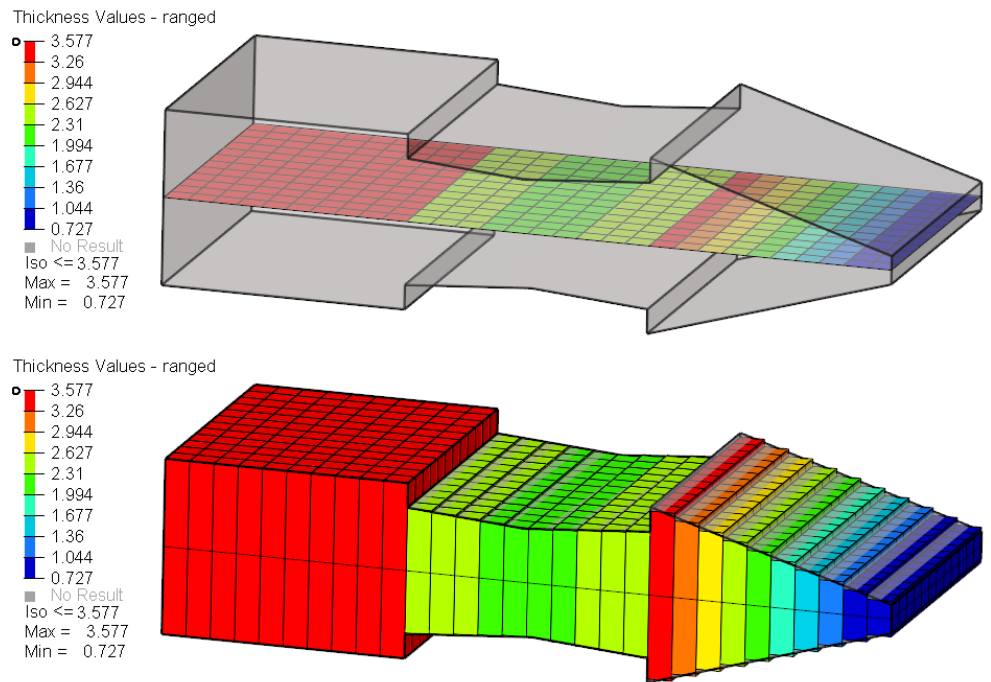 Thickness Values - ranged
3.577
3.26
2.944
2.627
2.31
1.994
1.677
1.36
1.044
0.727
No Result
Iso <= 3.577
Max = 3.577
Min = 0.727
Thickness Values - ranged
3.577
3.26
2.944
2.627
2.31
1.994
1.677
1.36
1.044
0.727
No Result
Iso <= 3.577
Max = 3.577
Min = 0.727